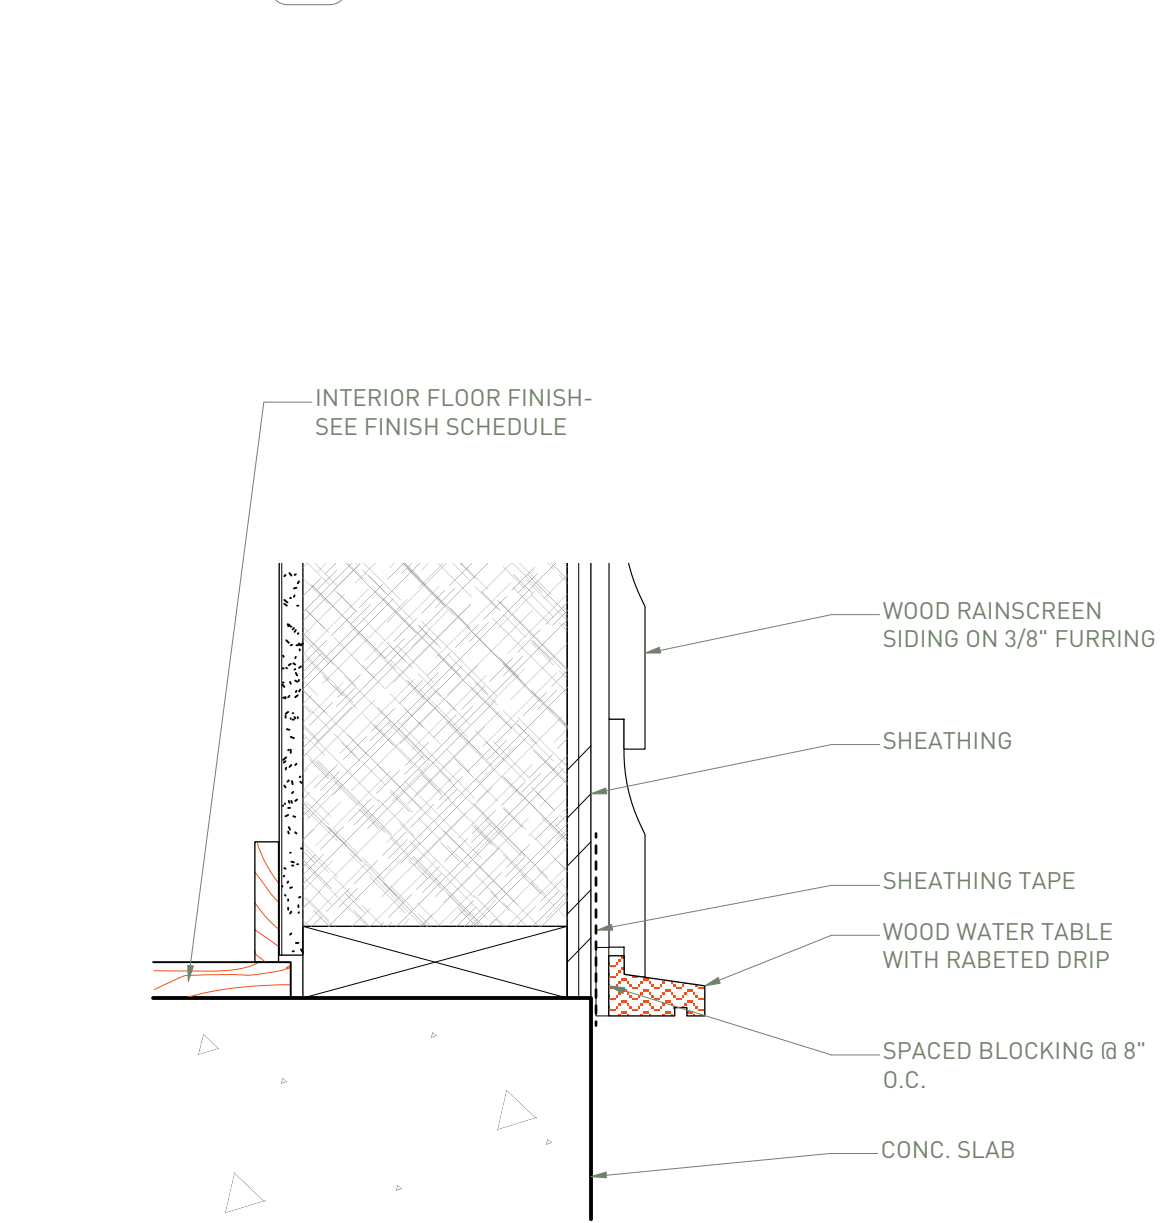 INTERIOR FLOOR FINISH-
SEE FINISH SCHEDULE
WOOD RAINSCREEN
SIDING ON 3/8" FURRING
SHEATHING
SHEATHING TAPE
WOOD WATER TABLE
WITH RABETED DRIP
SPACED BLOCKING @ 8"
O.C.
CONC. SLAB